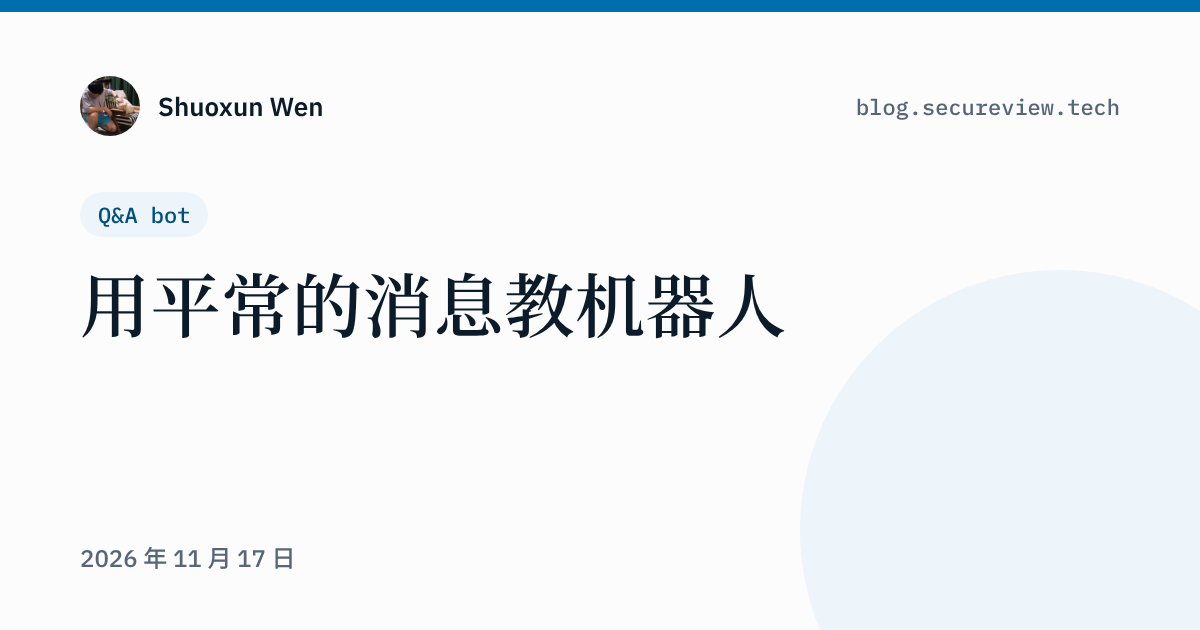 Shuoxun Wen
blog.secureview.tech
Q&A bot
用平常的消息教机器人
2026 年 11 月 17 日